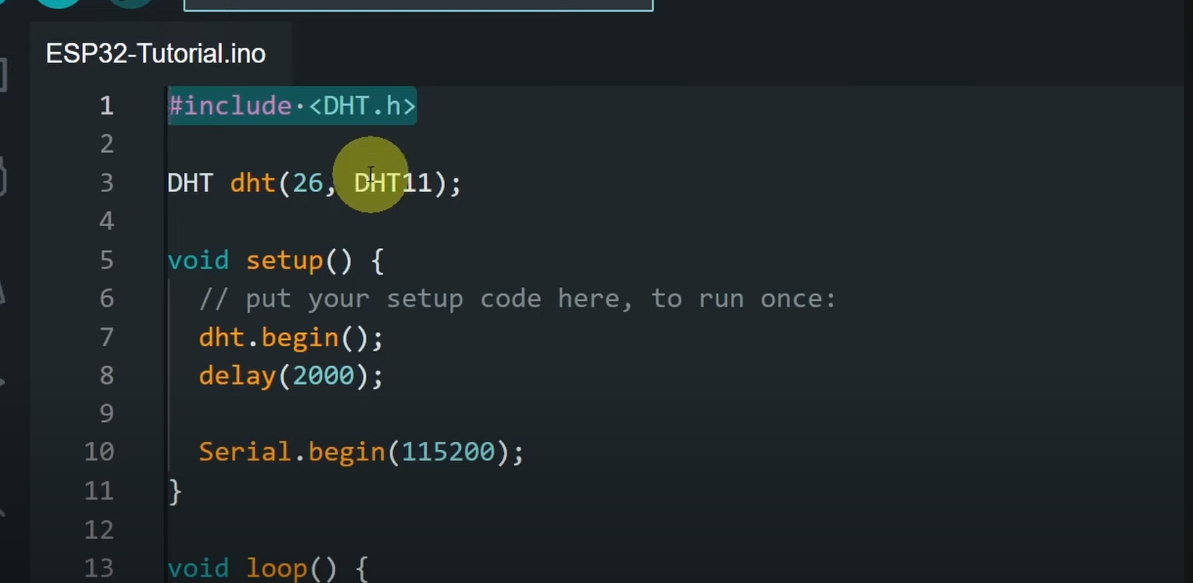 ESP32-Tutorial.ino
1 #include <DHT.h>
2
3 DHT dht(26, DHT11);
4
5 void setup() {
6 // put your setup code here, to run once:
7 dht.begin();
8 delay(2000);
9
10 Serial.begin(115200);
11 }
12
13 void loop() {